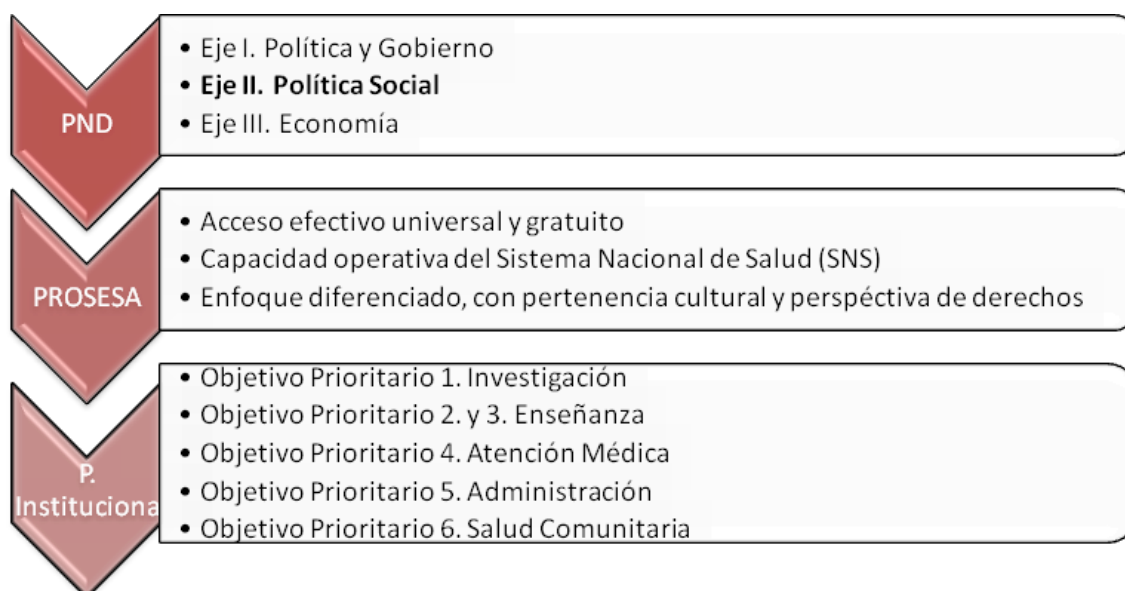 PND
• Eje I. Política y Gobierno
• Eje II. Política Social
• Eje III. Economía
PROSESA
• Acceso efectivo universal y gratuito
• Capacidad operativa del Sistema Nacional de Salud (SNS)
• Enfoque diferenciado, con pertenencia cultural y perspéctiva de derechos
P.
Instituciona
• Objetivo Prioritario 1. Investigación
• Objetivo Prioritario 2. y 3. Enseñanza
• Objetivo Prioritario 4. Atención Médica
• Objetivo Prioritario 5. Administración
• Objetivo Prioritario 6. Salud Comunitaria